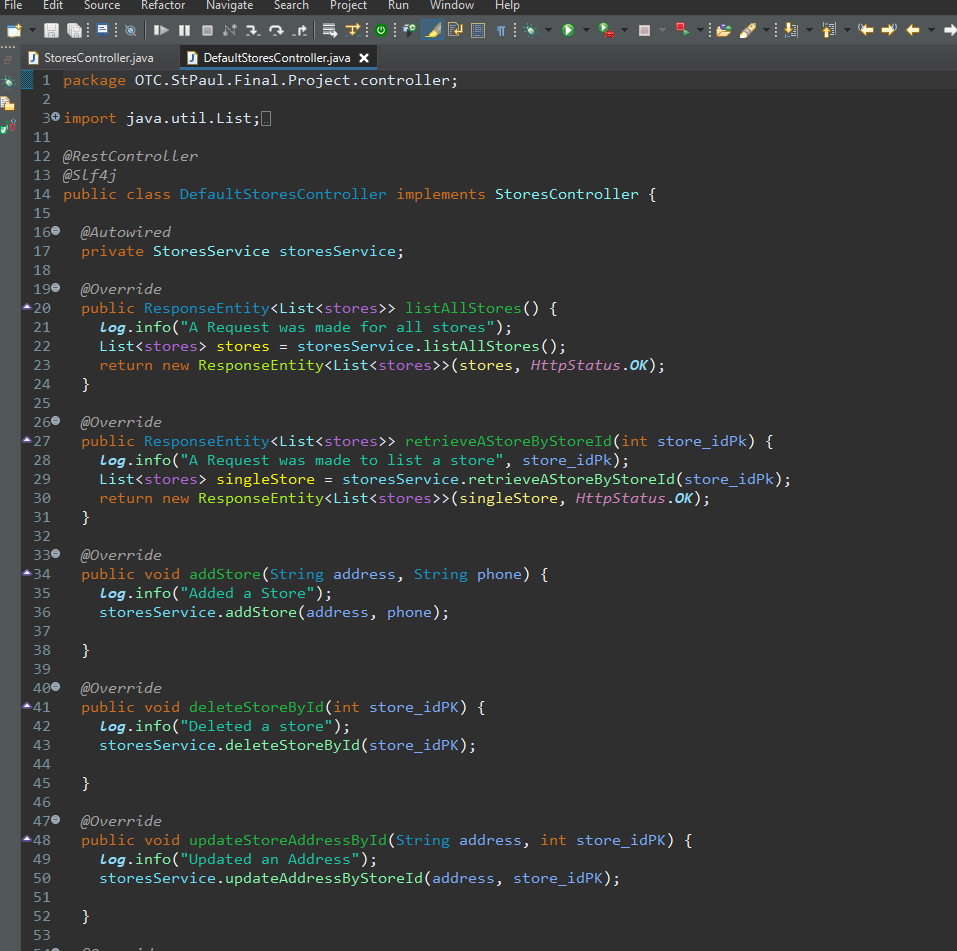 File Edit Source Refactor Navigate Search Project Run Window Help
StoresController.java DefaultStoresController.java
1 package OTC.StPaul.Final.Project.controller;
2
3 import java.util.List;
11
12 @RestController
13 @Slf4j
14 public class DefaultStoresController implements StoresController {
15
16 @Autowired
17 private StoresService storesService;
18
19 @Override
20 public ResponseEntity<List<stores>> listAllStores() {
21 log.info("A Request was made for all stores");
22 List<stores> stores = storesService.listAllStores();
23 return new ResponseEntity<List<stores>>(stores, HttpStatus.OK);
24 }
25
26 @Override
27 public ResponseEntity<List<stores>> retrieveAStoreByStoreId(int store_idPk) {
28 log.info("A Request was made to list a store", store_idPk);
29 List<stores> singleStore = storesService.retrieveAStoreByStoreId(store_idPk);
30 return new ResponseEntity<List<stores>>(singleStore, HttpStatus.OK);
31 }
32
33 @Override
34 public void addStore(String address, String phone) {
35 log.info("Added a Store");
36 storesService.addStore(address, phone);
37
38 }
39
40 @Override
41 public void deleteStoreById(int store_idPK) {
42 log.info("Deleted a store");
43 storesService.deleteStoreById(store_idPK);
44
45 }
46
47 @Override
48 public void updateStoreAddressById(String address, int store_idPK) {
49 log.info("Updated an Address");
50 storesService.updateAddressByStoreId(address, store_idPK);
51
52 }
53